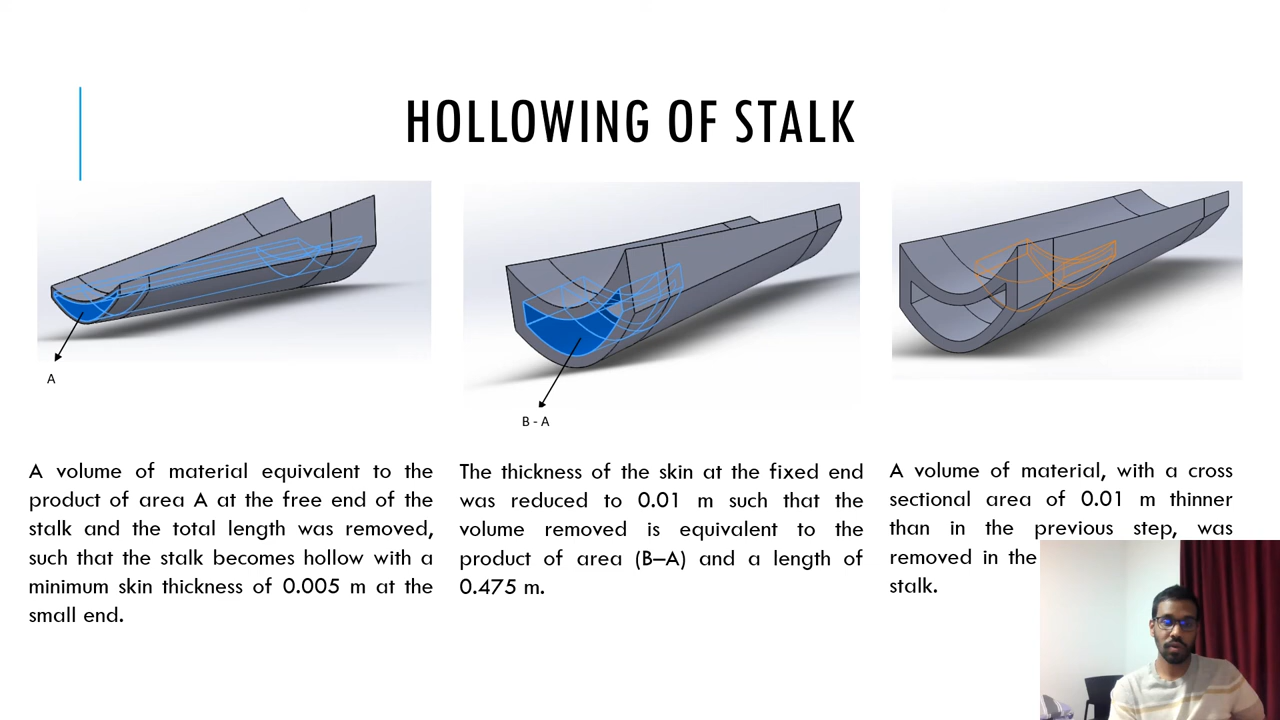 HOLLOWING OF STALK
A
B - A
A volume of material equivalent to the
product of area A at the free end of the
stalk and the total length was removed,
such that the stalk becomes hollow with a
minimum skin thickness of 0.005 m at the
small end.
The thickness of the skin at the fixed end
was reduced to 0.01 m such that the
volume removed is equivalent to the
product of area (B–A) and a length of
0.475 m.
A volume of material, with a cross
sectional area of 0.01 m thinner
than in the previous step, was
removed in the
stalk.